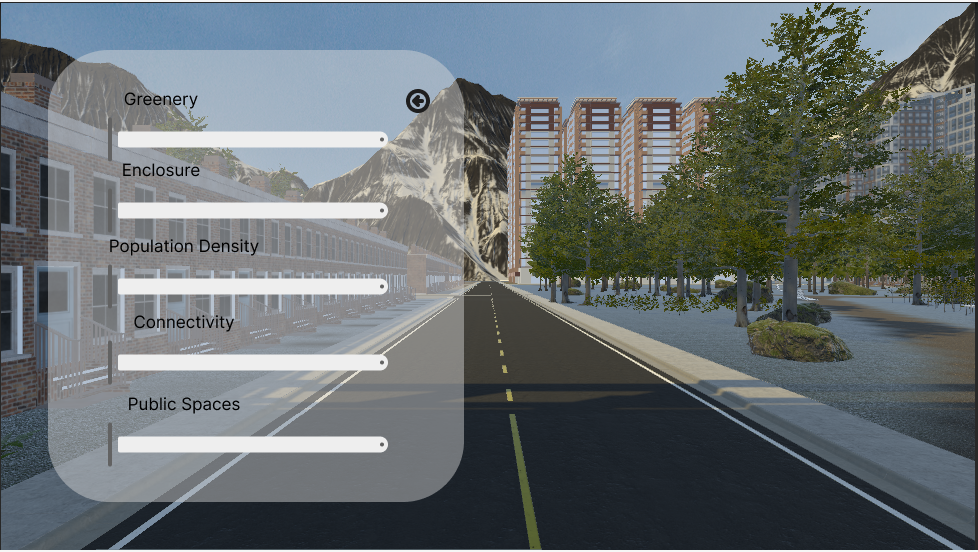 Greenery
Enclosure
Population Density
Connectivity
Public Spaces